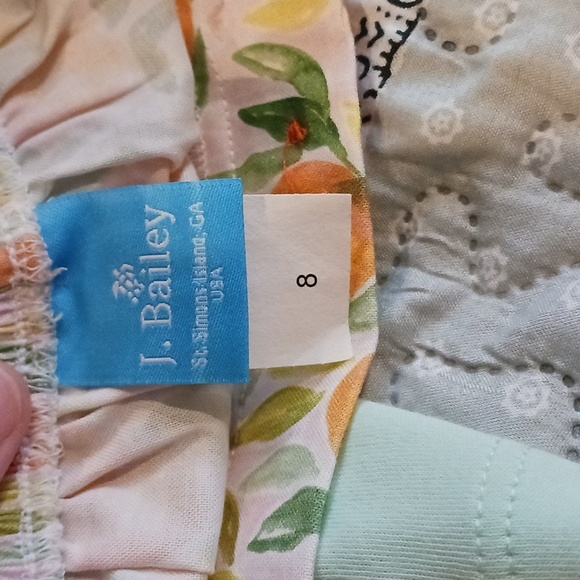 J. Bailey
St. Simons Island, GA
USA
8